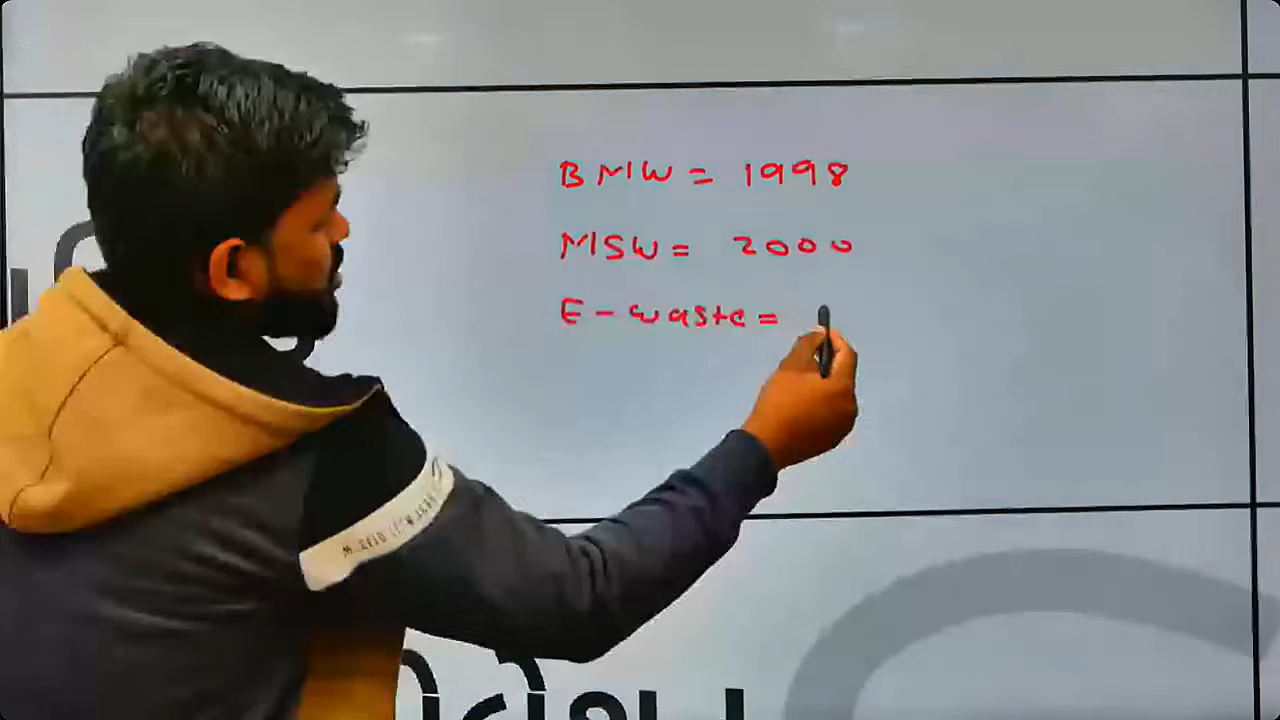 BMW = 1998
MSW = 2000
E-waste =